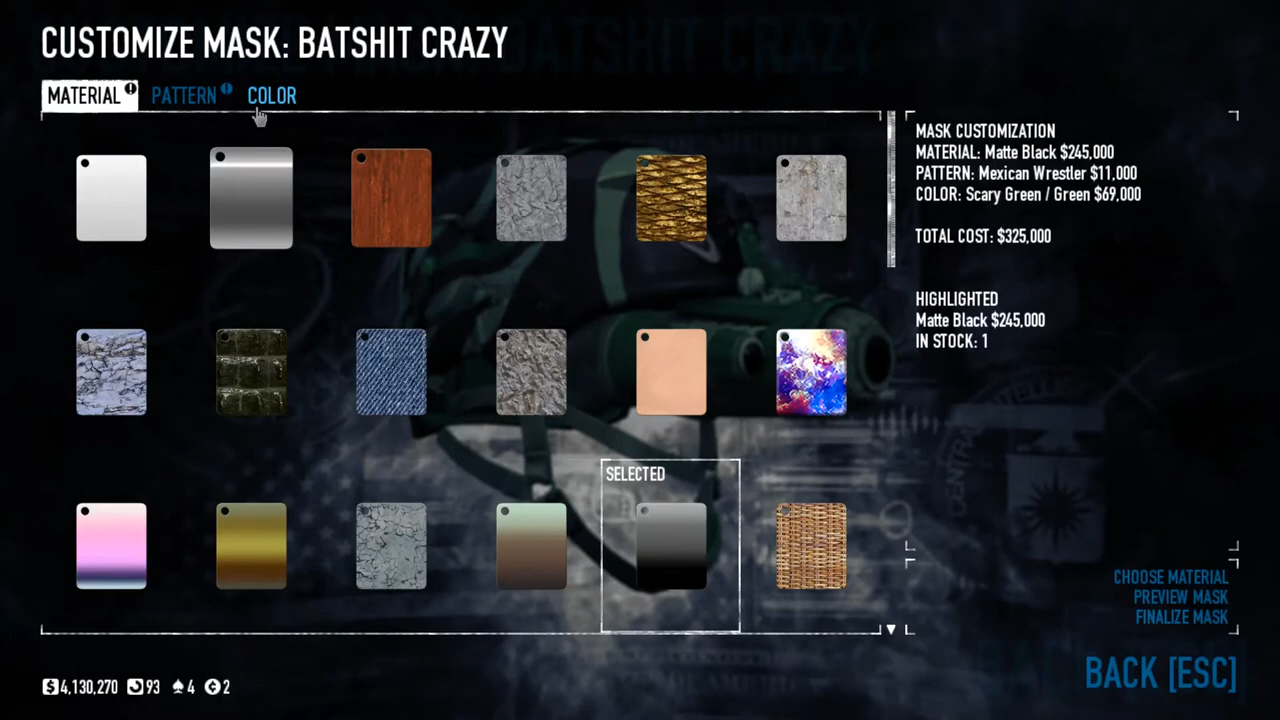 CUSTOMIZE MASK: BATSHIT CRAZY
BATSHIT CRAZY
MATERIAL
PATTERN
COLOR
MASK CUSTOMIZATION
MATERIAL: Matte Black $245,000
PATTERN: Mexican Wrestler $11,000
COLOR: Scary Green / Green $69,000
TOTAL COST: $325,000
HIGHLIGHTED
Matte Black $245,000
IN STOCK: 1
SELECTED
CHOOSE MATERIAL
PREVIEW MASK
FINALIZE MASK
$4,130,270 93 4 2
BACK [ESC]